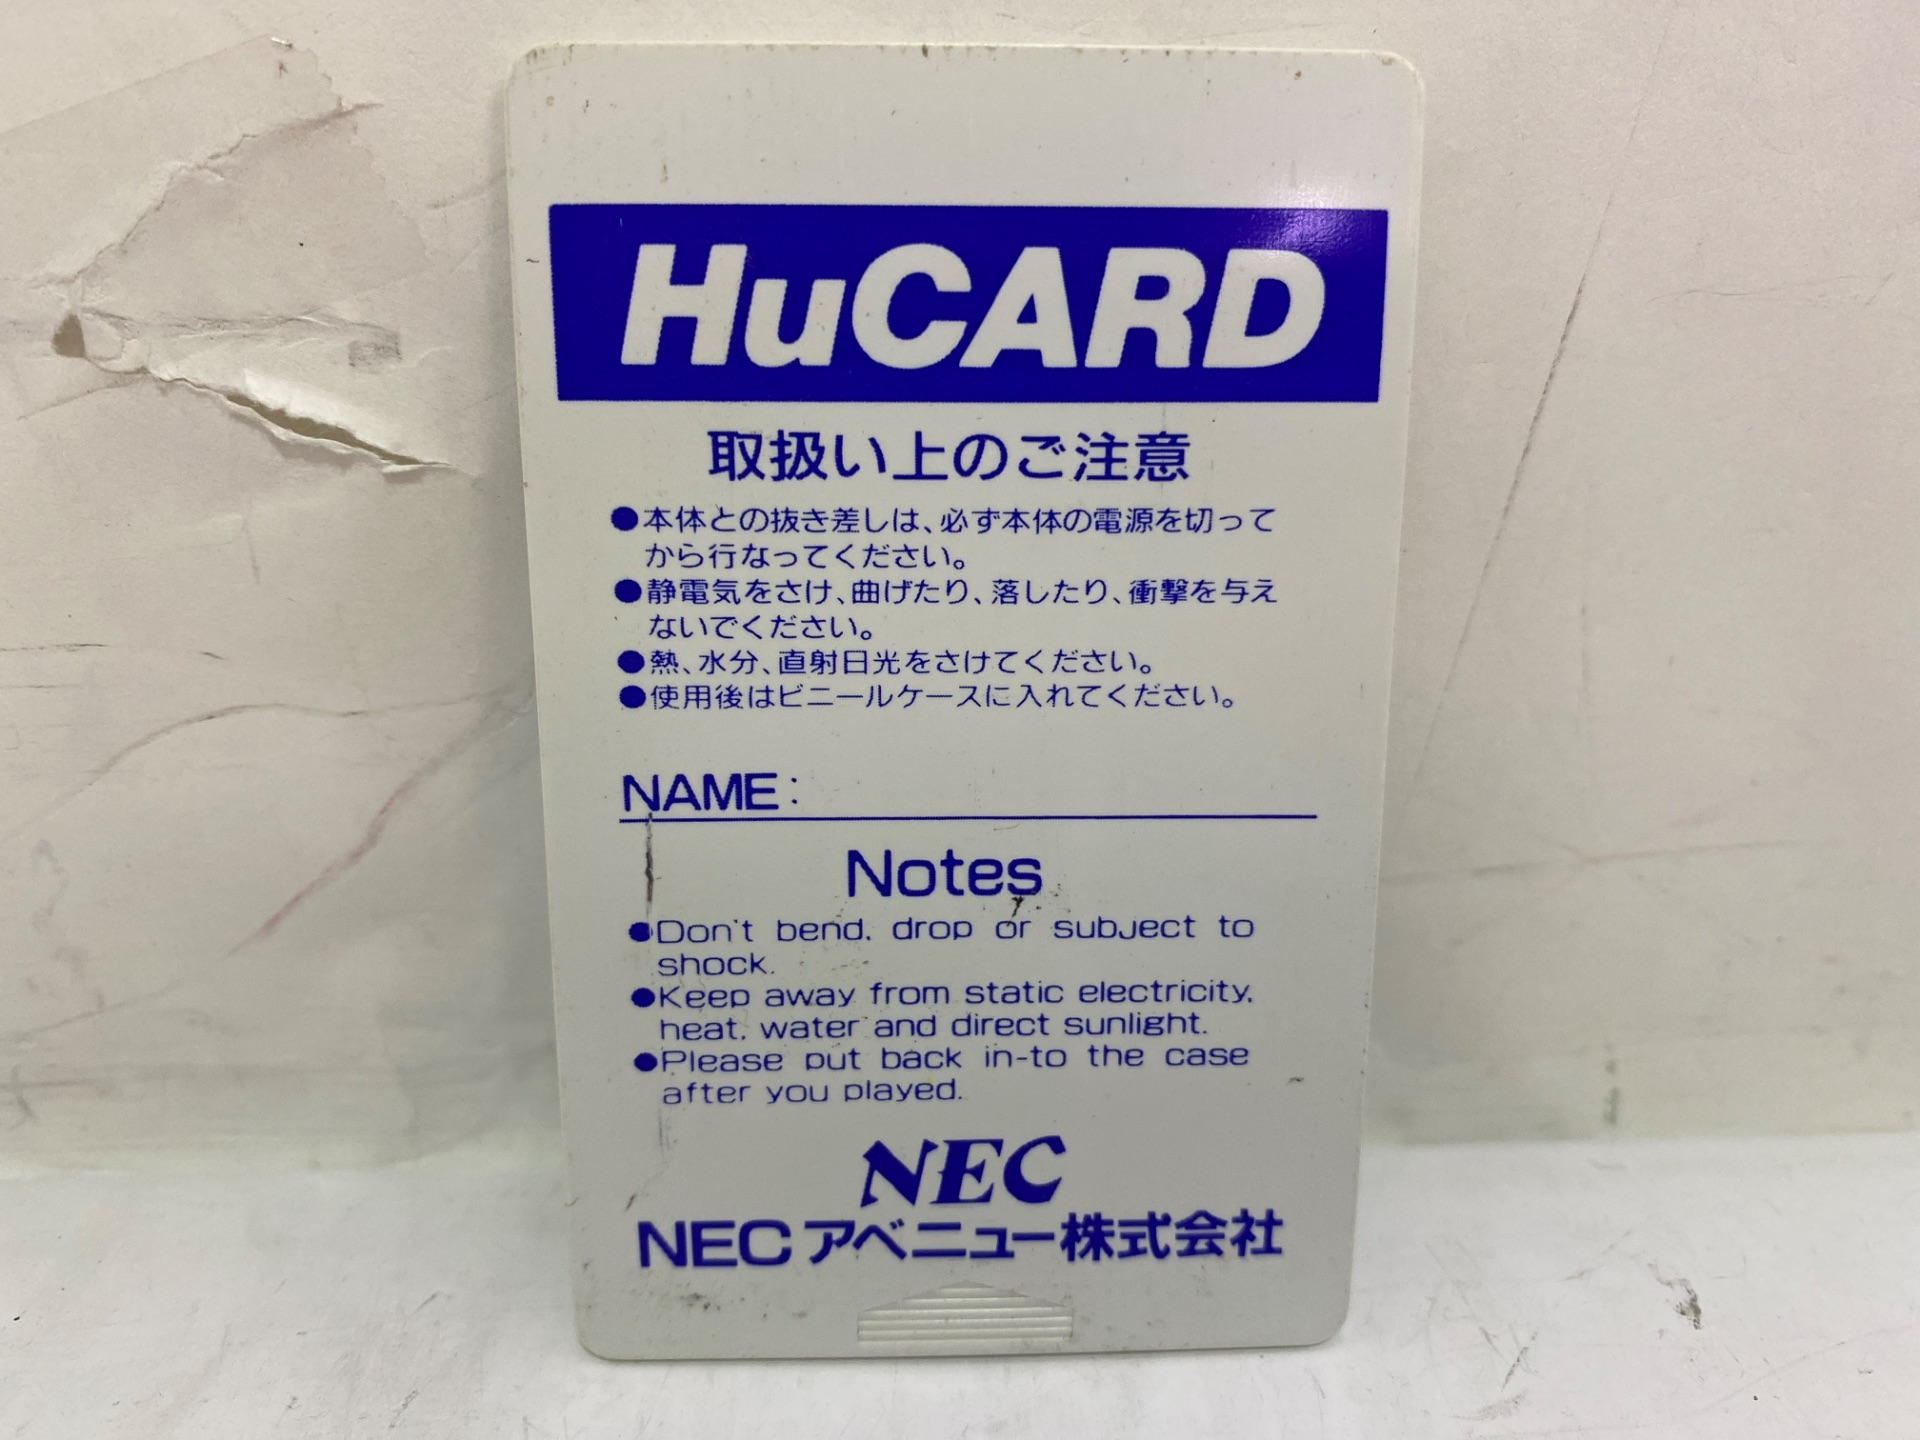 HuCARD
取扱い上のご注意
●本体との抜き差しは、必ず本体の電源を切って
から行なってください。
●静電気をさけ、曲げたり、落したり、衝撃を与え
ないでください。
●熱、水分、直射日光をさけてください。
●使用後はビニールケースに入れてください。
NAME:
Notes
●Don't bend, drop or subject to
shock.
●Keep away from static electricity,
heat, water and direct sunlight.
●Please put back in-to the case
after you played.
NEC
NECアベニュー株式会社